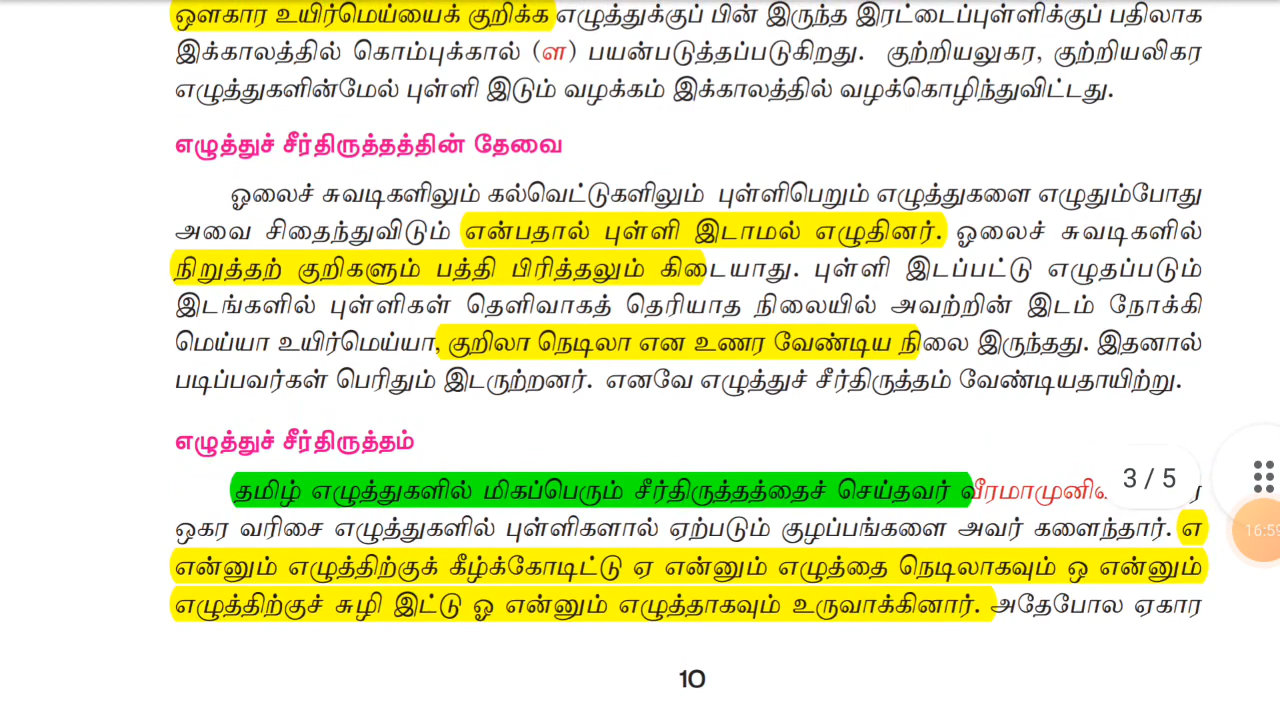 ஔகார உயிர்மெய்யைக் குறிக்க எழுத்துக்குப் பின் இருந்த இரட்டைப்புள்ளிக்குப் பதிலாக
இக்காலத்தில் கொம்புக்கால் (ள) பயன்படுத்தப்படுகிறது. குற்றியலுகர, குற்றியலிகர
எழுத்துகளின்மேல் புள்ளி இடும் வழக்கம் இக்காலத்தில் வழக்கொழிந்துவிட்டது.
எழுத்துச் சீர்திருத்தத்தின் தேவை
ஓலைச் சுவடிகளிலும் கல்வெட்டுகளிலும் புள்ளிபெறும் எழுத்துகளை எழுதும்போது
அவை சிதைந்துவிடும் என்பதால் புள்ளி இடாமல் எழுதினர். ஓலைச் சுவடிகளில்
நிறுத்தற் குறிகளும் பத்தி பிரித்தலும் கிடையாது. புள்ளி இடப்பட்டு எழுதப்படும்
இடங்களில் புள்ளிகள் தெளிவாகத் தெரியாத நிலையில் அவற்றின் இடம் நோக்கி
மெய்யா உயிர்மெய்யா, குறிலா நெடிலா என உணர வேண்டிய நிலை இருந்தது. இதனால்
படிப்பவர்கள் பெரிதும் இடருற்றனர். எனவே எழுத்துச் சீர்திருத்தம் வேண்டியதாயிற்று.
எழுத்துச் சீர்திருத்தம்
தமிழ் எழுத்துகளில் மிகப்பெரும் சீர்திருத்தத்தைச் செய்தவர் 3 / 5
ஒகர வரிசை எழுத்துகளில் புள்ளிகளால் ஏற்படும் குழப்பங்களை அவர் களைந்தார். எ
16:59
என்னும் எழுத்திற்குக் கீழ்க்கோடிட்டு ஏ என்னும் எழுத்தை நெடிலாகவும் ஒ என்னும்
எழுத்திற்குச் சுழி இட்டு ஓ என்னும் எழுத்தாகவும் உருவாக்கினார். அதேபோல ஏகார
10